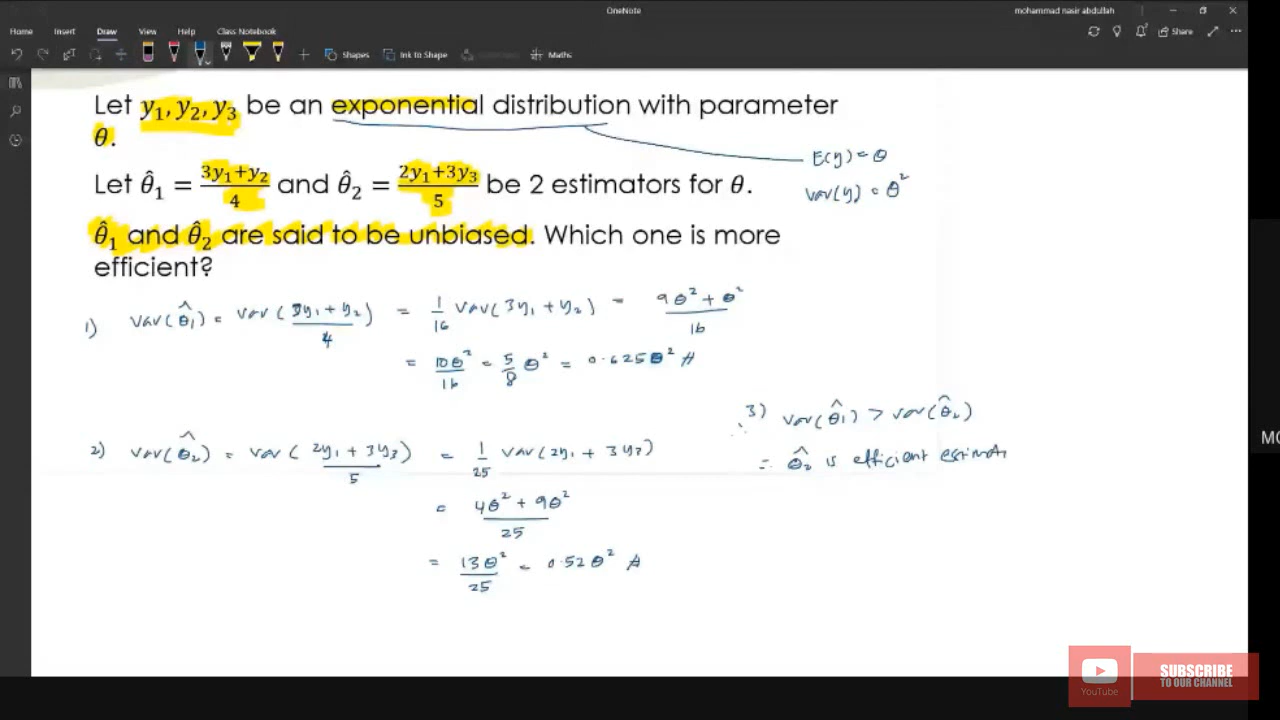 OneNote
mohammad nasir abdullah
Home Insert Draw View Help Class Notebook
Share
Shapes Ink to Shape Maths
Let y₁, y₂, y₃ be an exponential distribution with parameter
θ.
E(y) = θ
Let θ̂₁ = (3y₁+y₂)/4 and θ̂₂ = (2y₁+3y₃)/5 be 2 estimators for θ.
var(y) = θ²
θ̂₁ and θ̂₂ are said to be unbiased. Which one is more
efficient?
1) var(θ̂₁) = var((3y₁ + y₂)/4) = 1/16 var(3y₁ + y₂) = (9θ² + θ²)/16
= 10θ²/16 = 5/8 θ² = 0.625θ² #
3) var(θ̂₁) > var(θ̂₂)
∴ θ̂₂ is efficient
2) var(θ̂₂) = var((2y₁ + 3y₃)/5) = 1/25 var(2y₁ + 3y₃)
= (4θ² + 9θ²)/25
= 13θ²/25 = 0.52θ² #
YouTube
SUBSCRIBE
TO OUR CHANNEL